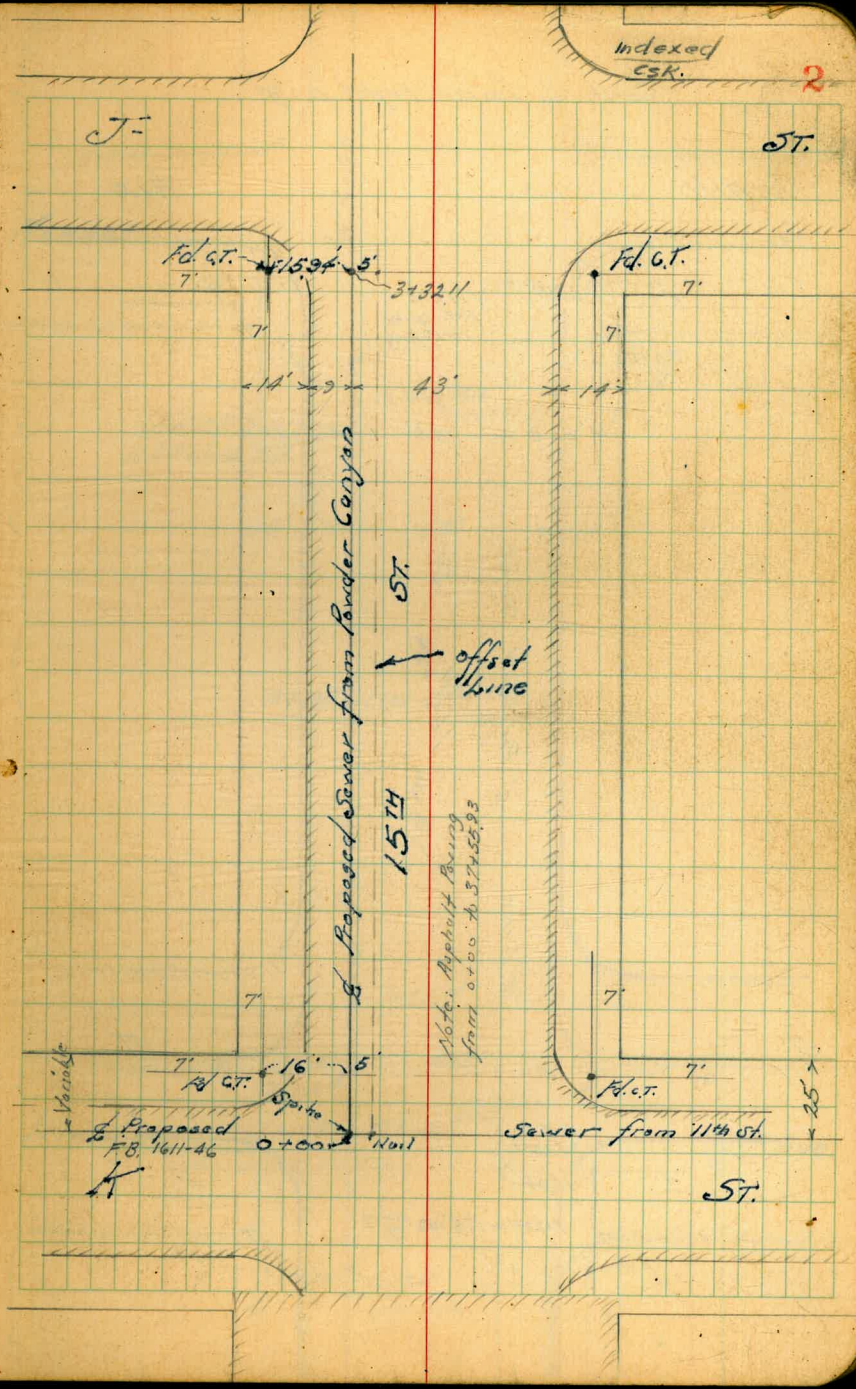 Indexed
CSK.
2
J-
ST.
Fd. C.T.
15.94'
5'
Fd. C.T.
3+32.11
7'
7'
7'
7'
14'
9'
43'
14'
℄ Proposed Sewer from Powder Canyon
15TH ST.
offset
Line
Note: Asphalt Paving
from 0+00 to 37+55.93
7'
7'
Variable
7'
16'
5'
7'
Fd C.T.
Fd. C.T.
25'
Spike
℄ Proposed
Sewer from 11th St.
F.B. 1611-46
0+00
Nail
K
ST.